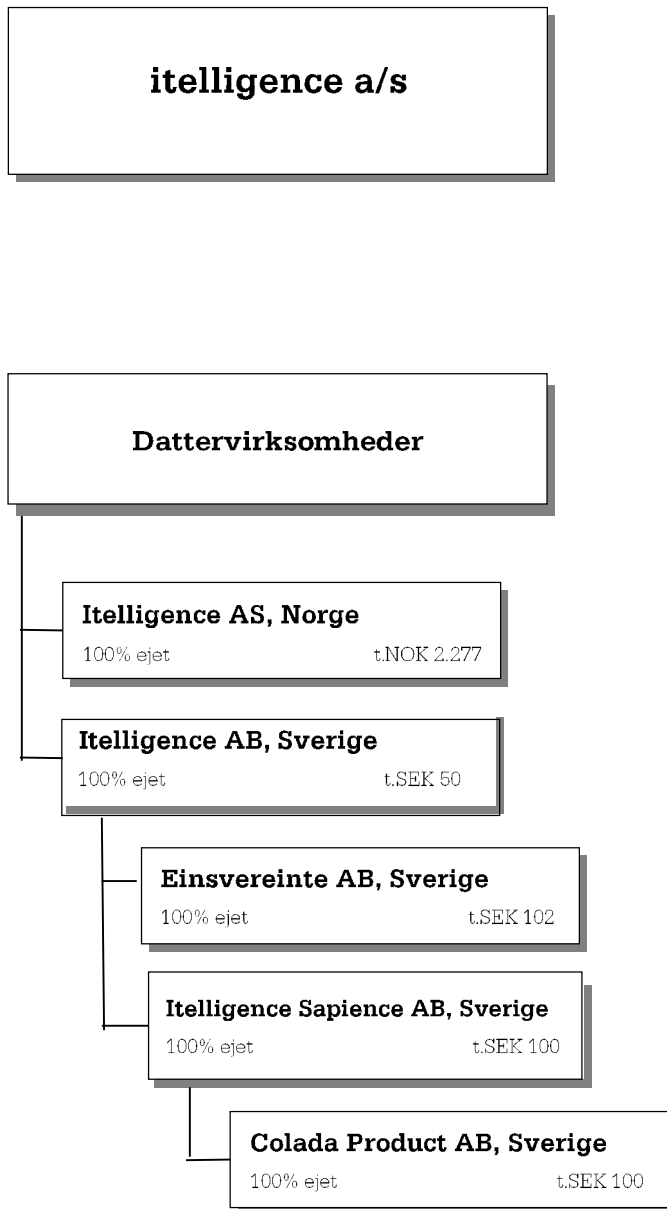 itelligence a/s
Dattervirksomheder
Itelligence AS, Norge
100% ejet t.NOK 2.277
Itelligence AB, Sverige
100% ejet t.SEK 50
Einsvereinte AB, Sverige
100% ejet t.SEK 102
Itelligence Sapience AB, Sverige
100% ejet t.SEK 100
Colada Product AB, Sverige
100% ejet t.SEK 100